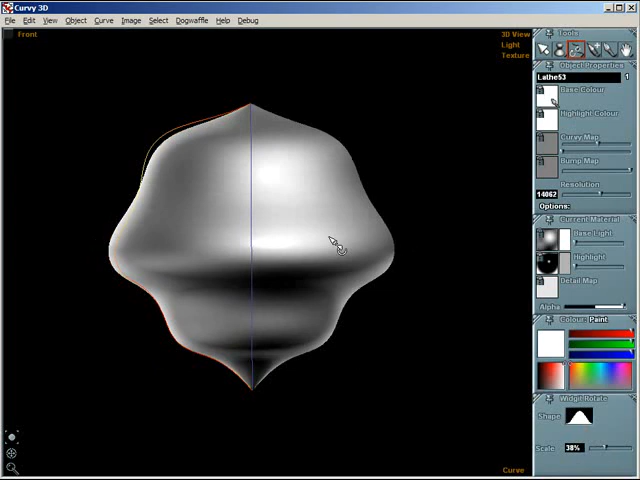 Curvy 3D
File Edit View Object Curve Image Select Dogwaffle Help Debug
Front
3D View
Light
Texture
Tools
Object Properties
Lathe53 1
Base Colour
Highlight Colour
Curvy Map
Bump Map
Resolution
14062
Options:
Current Material
Base Light
Highlight
Detail Map
Alpha
Colour: Paint
Widgit Rotate
Shape
Scale 38%
Curve